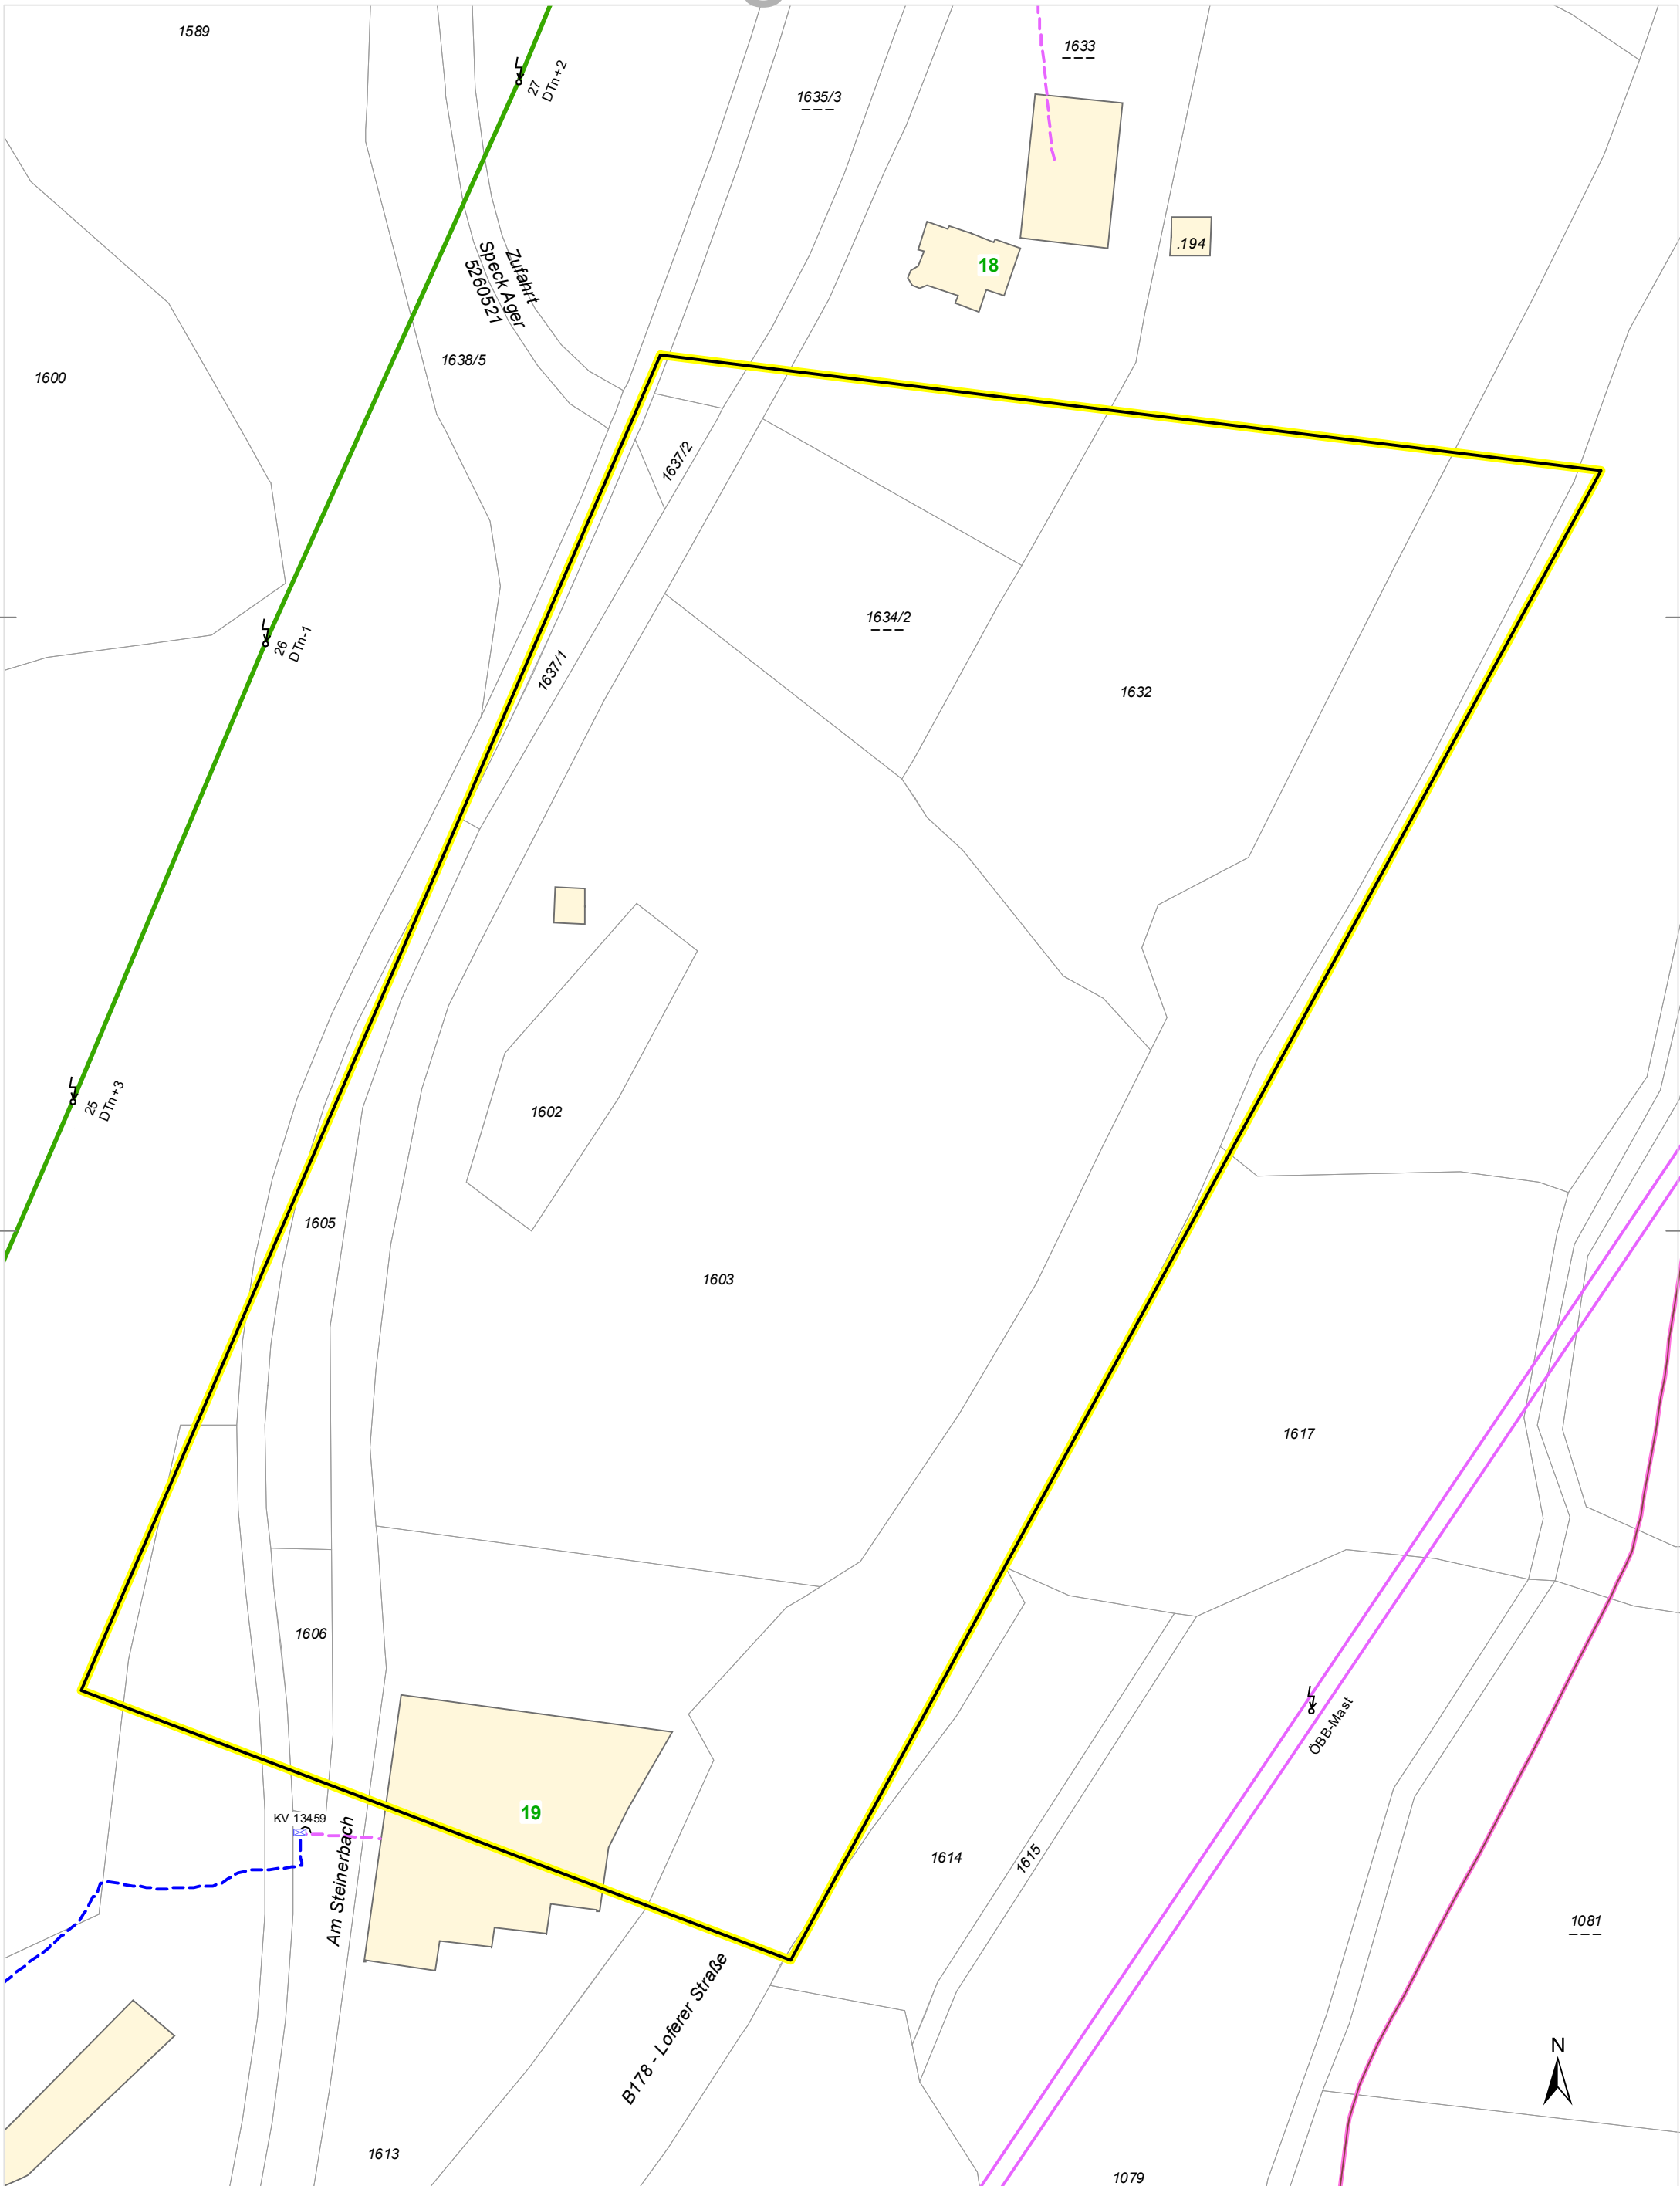 1589
1633
27
DTn+2
1635/3
.194
18
Zufahrt
Speck Ager
5260521
1638/5
1600
1637/2
1634/2
26
DTn-1
1637/1
1632
25
DTn+3
1602
1605
1603
1617
1606
ÖBB-Mast
19
KV 13459
Am Steinerbach
1614
1615
1081
B178 - Loferer Straße
N
1613
1079